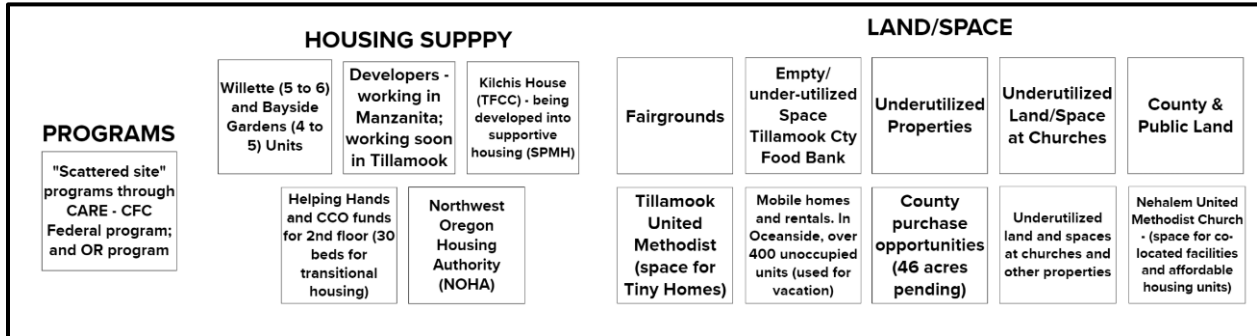 PROGRAMS
"Scattered site"
programs through
CARE - CFC
Federal program;
and OR program
HOUSING SUPPPY
Willette (5 to 6)
and Bayside
Gardens (4 to
5) Units
Developers -
working in
Manzanita;
working soon
in Tillamook
Kilchis House
(TFCC) - being
developed into
supportive
housing (SPMH)
Helping Hands
and CCO funds
for 2nd floor (30
beds for
transitional
housing)
Northwest
Oregon
Housing
Authority
(NOHA)
LAND/SPACE
Fairgrounds
Empty/
under-utilized
Space
Tillamook Cty
Food Bank
Underutilized
Properties
Underutilized
Land/Space
at Churches
County &
Public Land
Tillamook
United
Methodist
(space for
Tiny Homes)
Mobile homes
and rentals. In
Oceanside, over
400 unoccupied
units (used for
vacation)
County
purchase
opportunities
(46 acres
pending)
Underutilized
land and spaces
at churches and
other properties
Nehalem United
Methodist Church
- (space for co-
located facilities
and affordable
housing units)